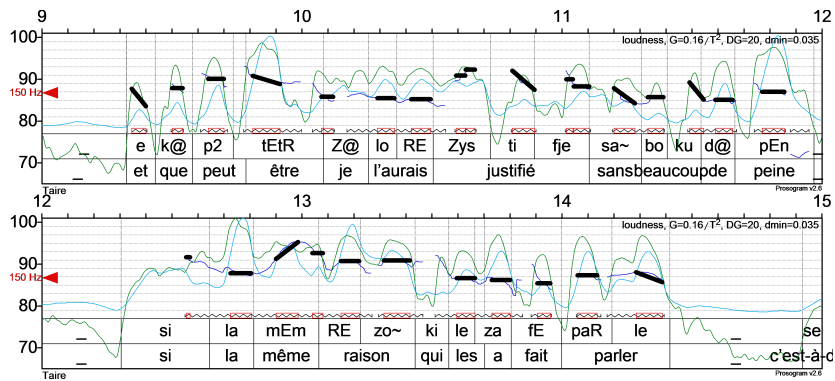 9 10 11 12
loudness, G=0.16/T², DG=20, dmin=0.035
100
90
150 Hz
80
70
_ e k@ p2 tEtR Z@ lo RE Zys ti fje sa~ bo ku d@ pEn _
_ et que peut être je l'aurais justifié sans beaucoup de peine _
Taire
Prosogram v2.6
12 13 14 15
loudness, G=0.16/T², DG=20, dmin=0.035
100
90
150 Hz
80
70
_ si la mEm RE zo~ ki le za fE paR le _ se
_ si la même raison qui les a fait parler _ c'est-à-d
Taire
Prosogram v2.6